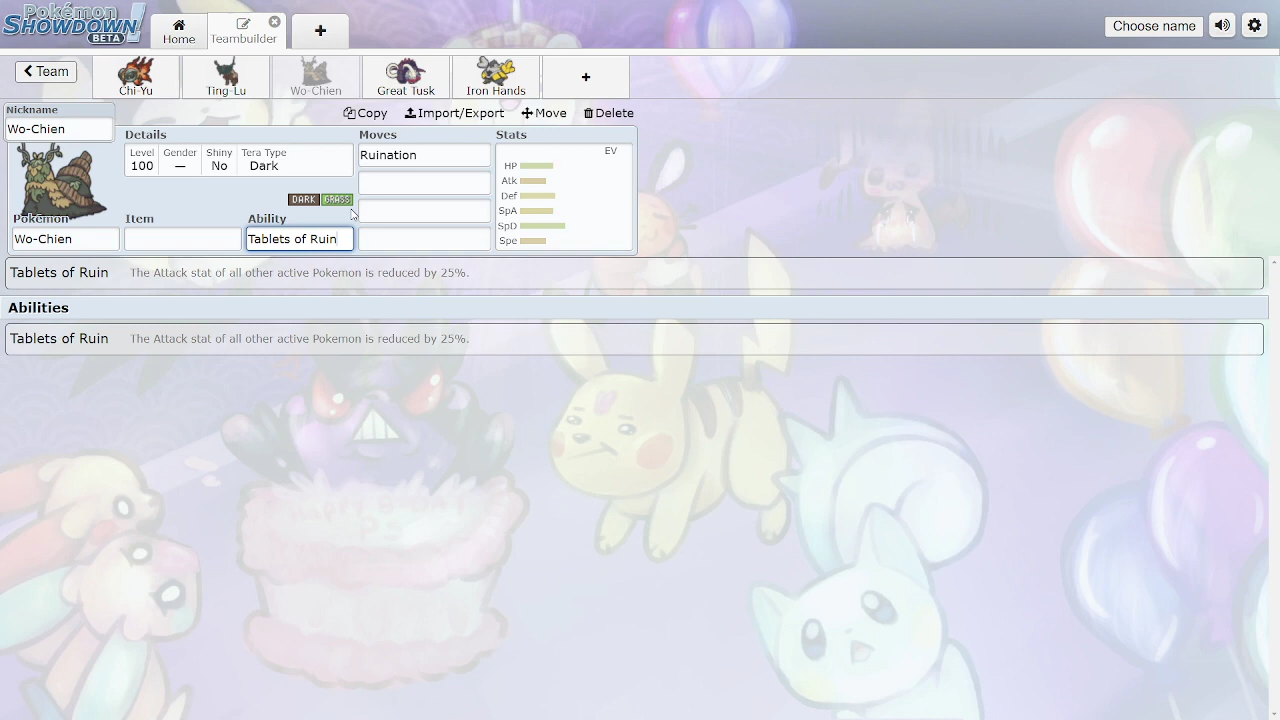 Pokémon
SHOWDOWN!
BETA
Home
Teambuilder
+
Choose name
Team
Chi-Yu
Ting-Lu
Wo-Chien
Great Tusk
Iron Hands
+
Nickname
Wo-Chien
Copy
Import/Export
Move
Delete
Details
Level
100
Gender
—
Shiny
No
Tera Type
Dark
DARK GRASS
Pokémon
Wo-Chien
Item
Ability
Tablets of Ruin
Moves
Ruination
Stats
EV
HP
Atk
Def
SpA
SpD
Spe
Tablets of Ruin The Attack stat of all other active Pokemon is reduced by 25%.
Abilities
Tablets of Ruin The Attack stat of all other active Pokemon is reduced by 25%.